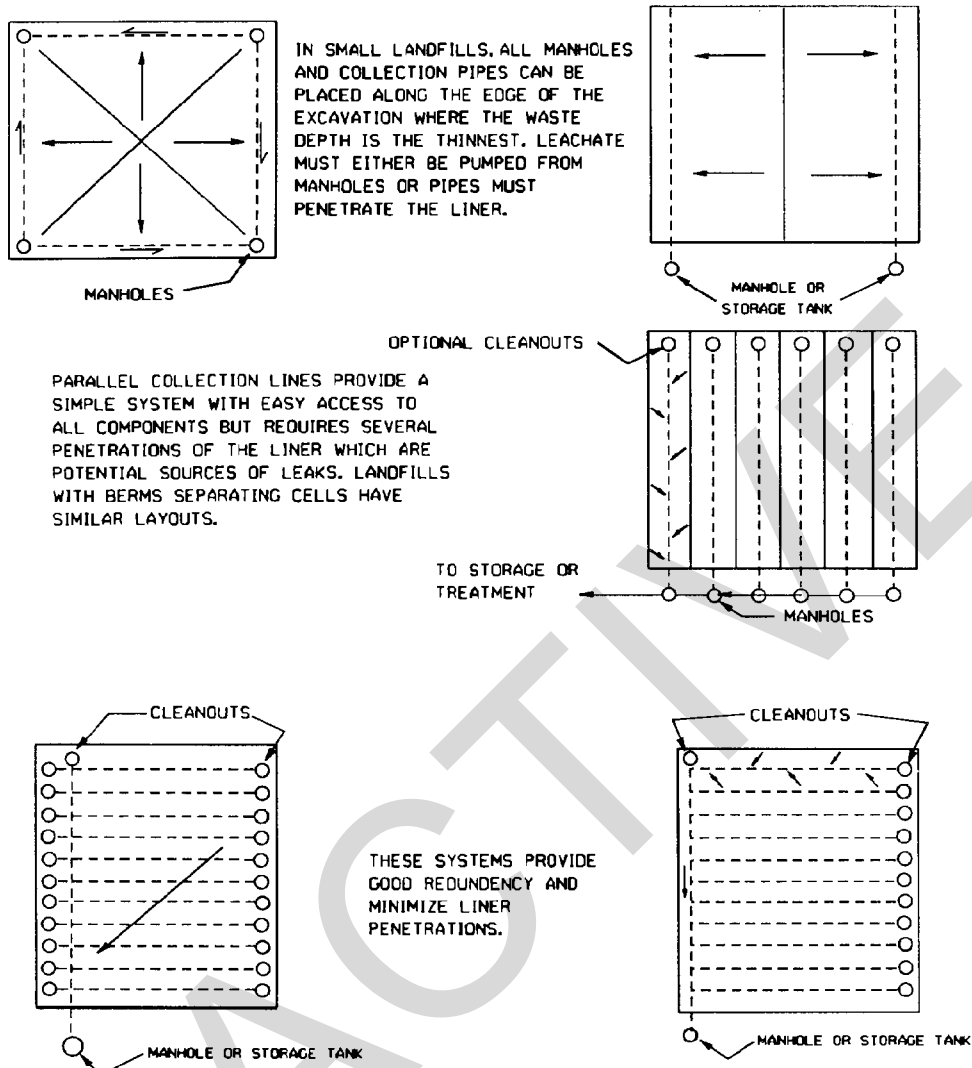 IN SMALL LANDFILLS, ALL MANHOLES
AND COLLECTION PIPES CAN BE
PLACED ALONG THE EDGE OF THE
EXCAVATION WHERE THE WASTE
DEPTH IS THE THINNEST. LEACHATE
MUST EITHER BE PUMPED FROM
MANHOLES OR PIPES MUST
PENETRATE THE LINER.
MANHOLES
MANHOLE OR
STORAGE TANK
OPTIONAL CLEANOUTS
PARALLEL COLLECTION LINES PROVIDE A
SIMPLE SYSTEM WITH EASY ACCESS TO
ALL COMPONENTS BUT REQUIRES SEVERAL
PENETRATIONS OF THE LINER WHICH ARE
POTENTIAL SOURCES OF LEAKS. LANDFILLS
WITH BERMS SEPARATING CELLS HAVE
SIMILAR LAYOUTS.
TO STORAGE OR
TREATMENT
MANHOLES
CLEANOUTS
CLEANOUTS
THESE SYSTEMS PROVIDE
GOOD REDUNDENCY AND
MINIMIZE LINER
PENETRATIONS.
MANHOLE OR STORAGE TANK
MANHOLE OR STORAGE TANK
ACTIVE